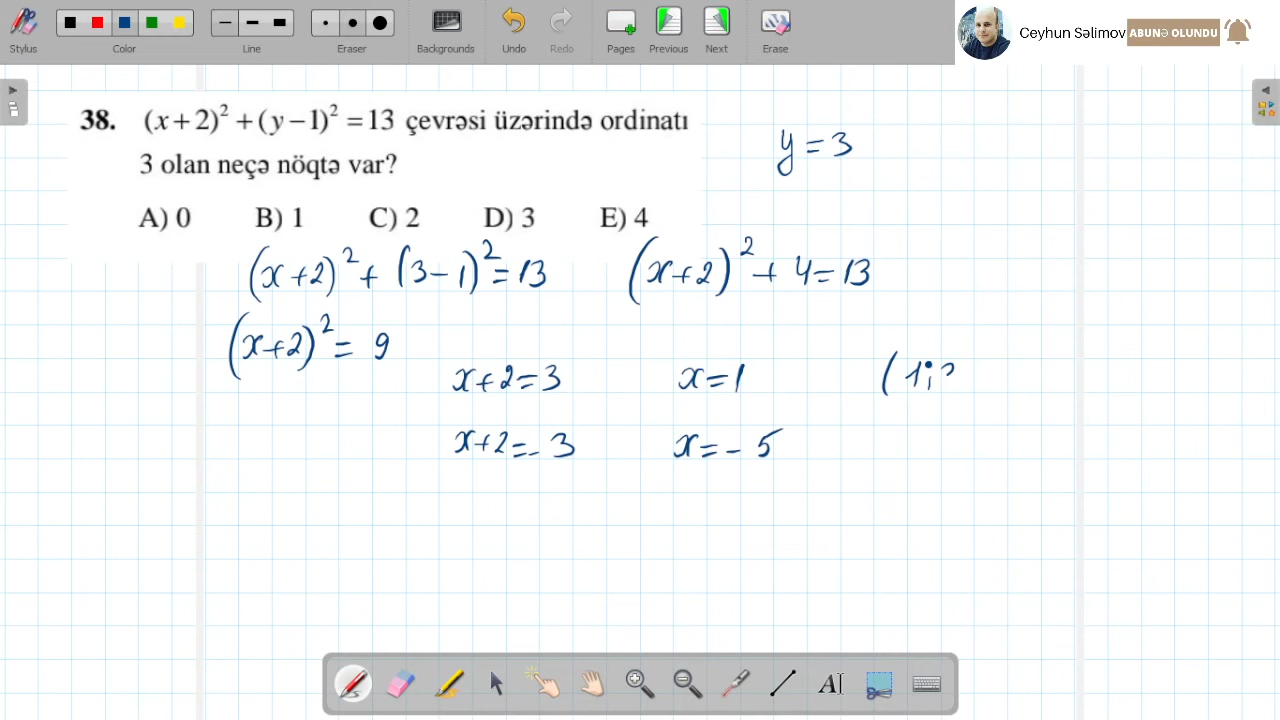 Stylus Color Line Eraser Backgrounds Undo Redo Pages Previous Next Erase
Ceyhun Səlimov ABUNƏ OLUNDU
38. (x+2)² + (y−1)² = 13 çevrəsi üzərində ordinatı
3 olan neçə nöqtə var?
y = 3
A) 0 B) 1 C) 2 D) 3 E) 4
(x+2)² + (3−1)² = 13 (x+2)² + 4 = 13
(x+2)² = 9
x+2 = 3 x = 1 (1;
x+2 = −3 x = −5